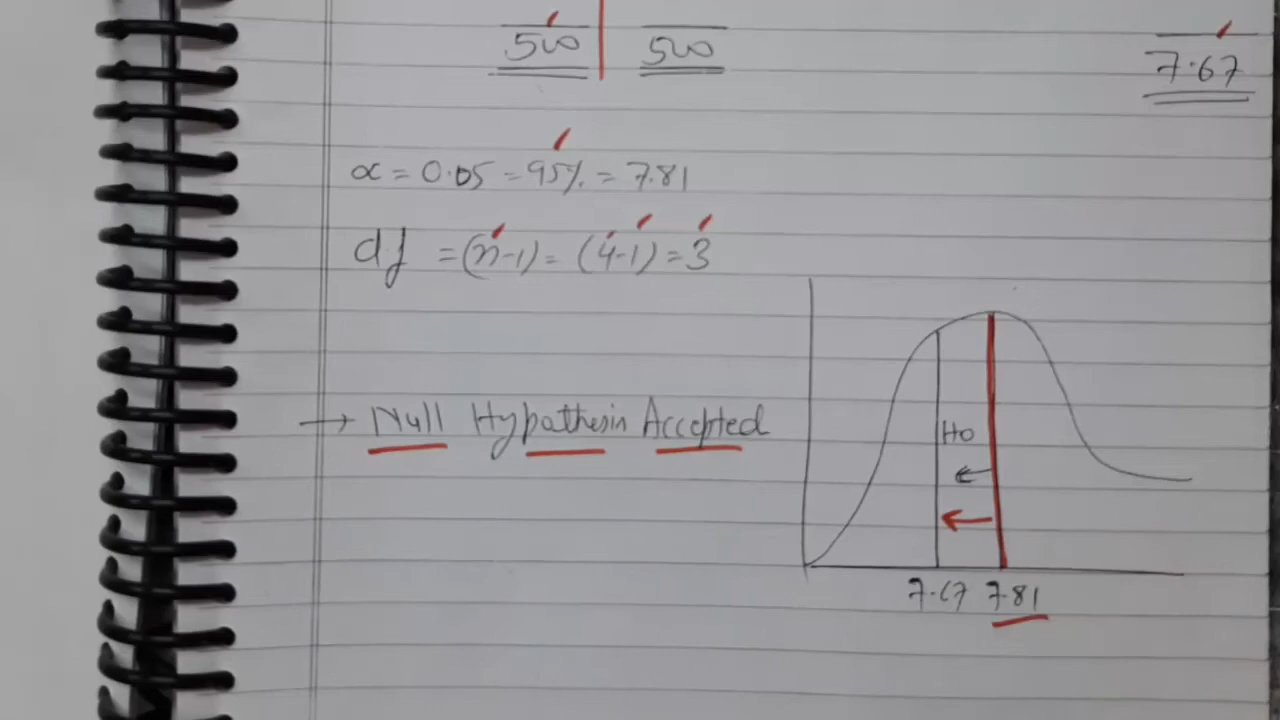 500 500 7.67
α = 0.05 = 95% = 7.81
df = (n-1) = (4-1) = 3
→ Null Hypothesis Accepted
H0
7.67 7.81